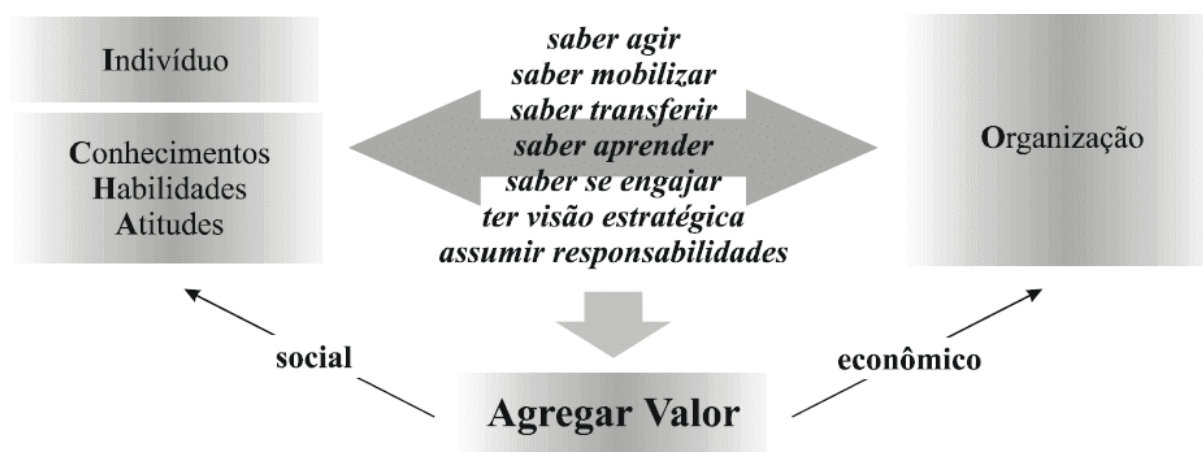 Indivíduo
Conhecimentos
Habilidades
Atitudes
saber agir
saber mobilizar
saber transferir
saber aprender
saber se engajar
ter visão estratégica
assumir responsabilidades
Organização
social
econômico
Agregar Valor